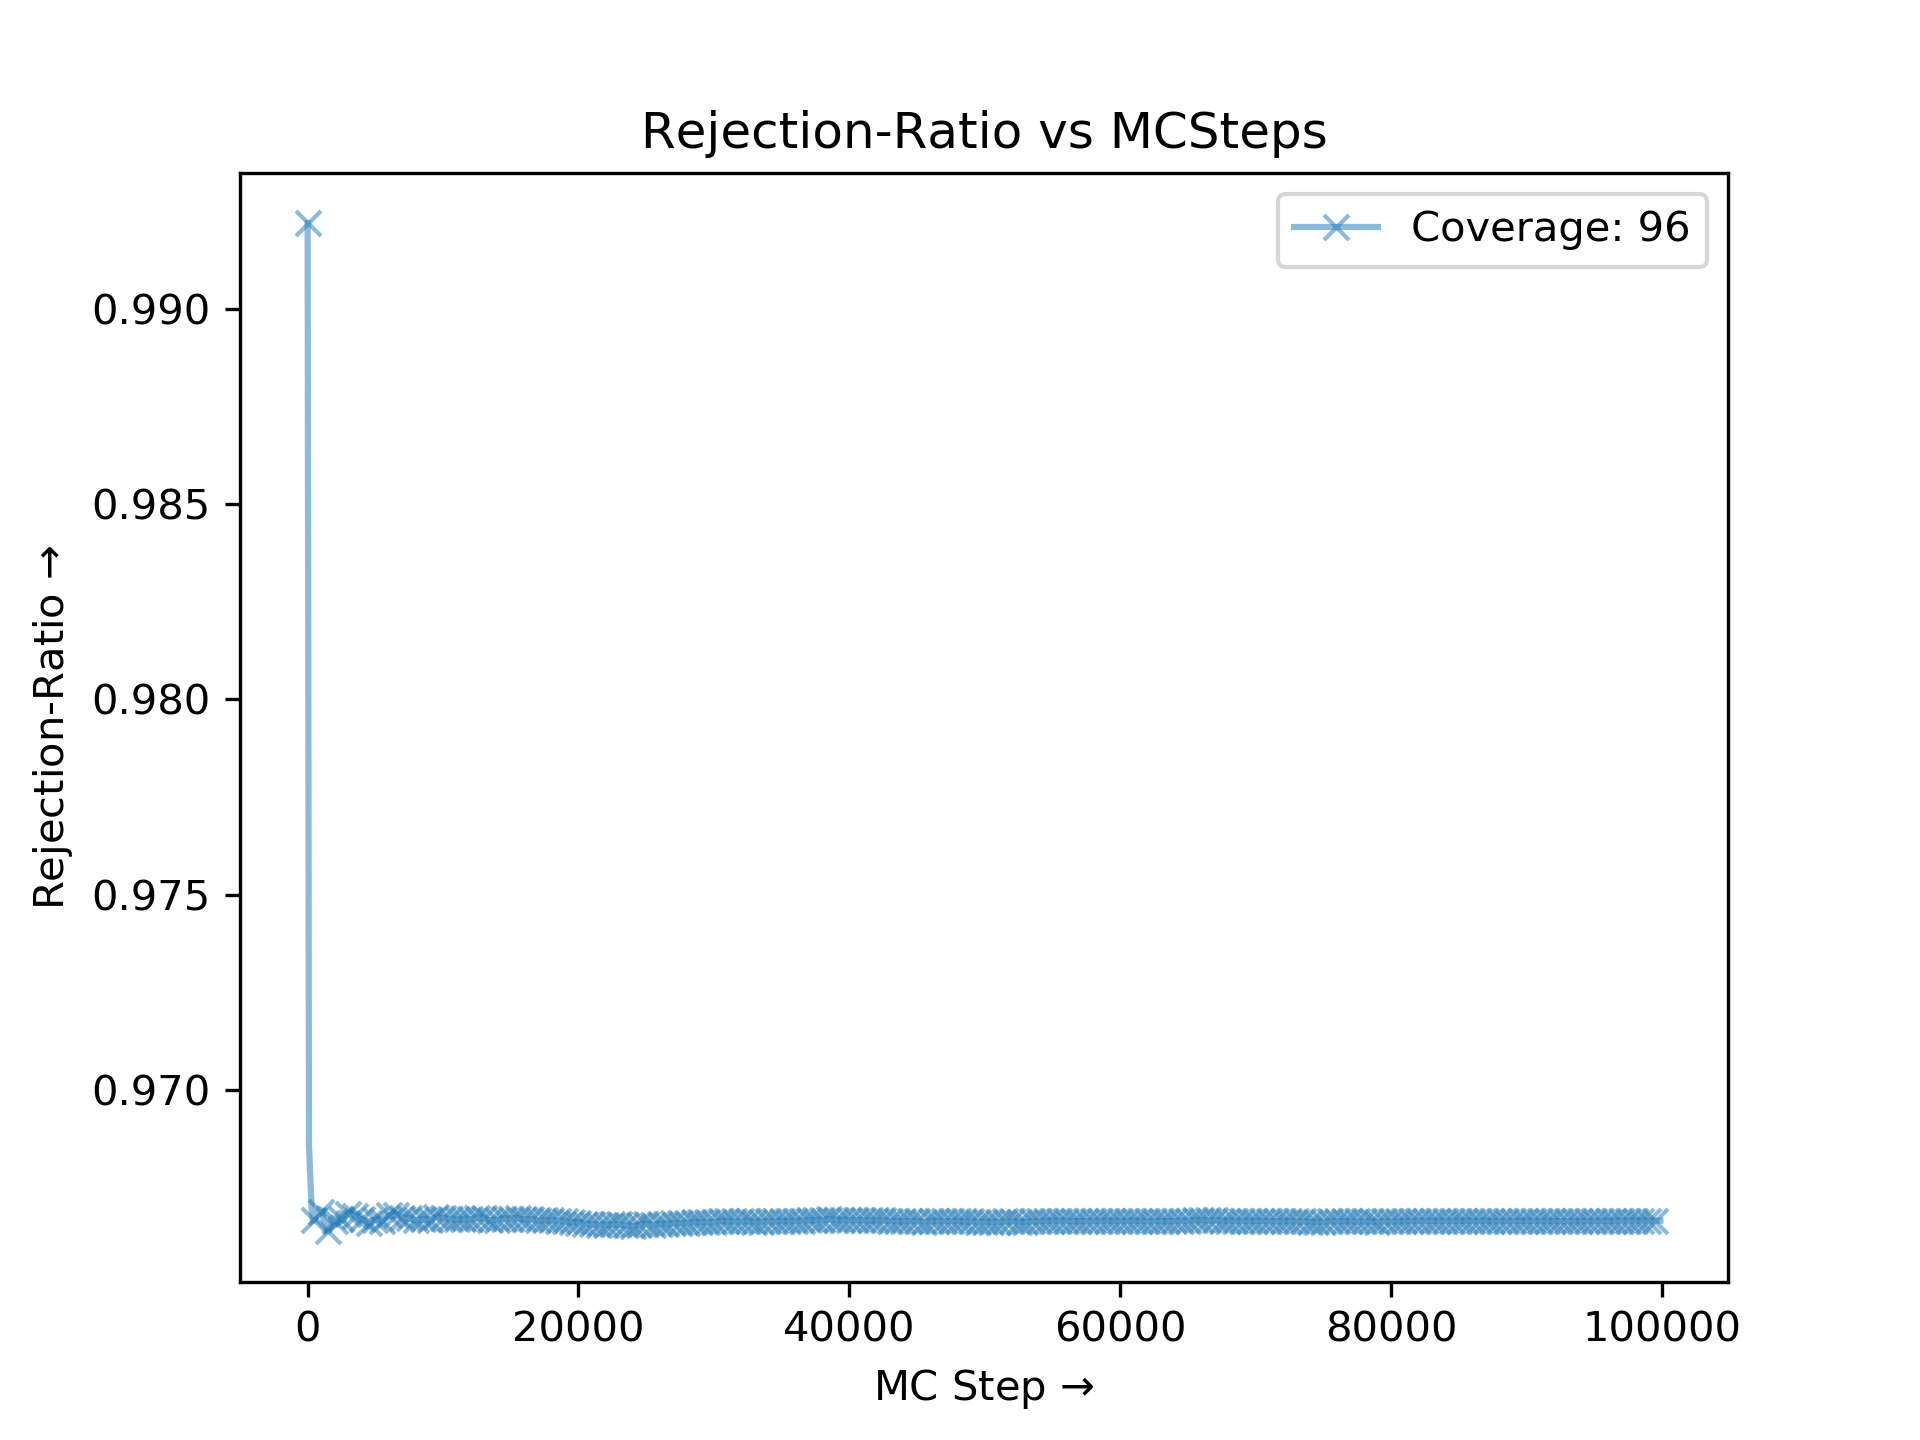 Rejection-Ratio vs MCSteps
Coverage: 96
Rejection-Ratio →
0.990
0.985
0.980
0.975
0.970
0 20000 40000 60000 80000 100000
MC Step →